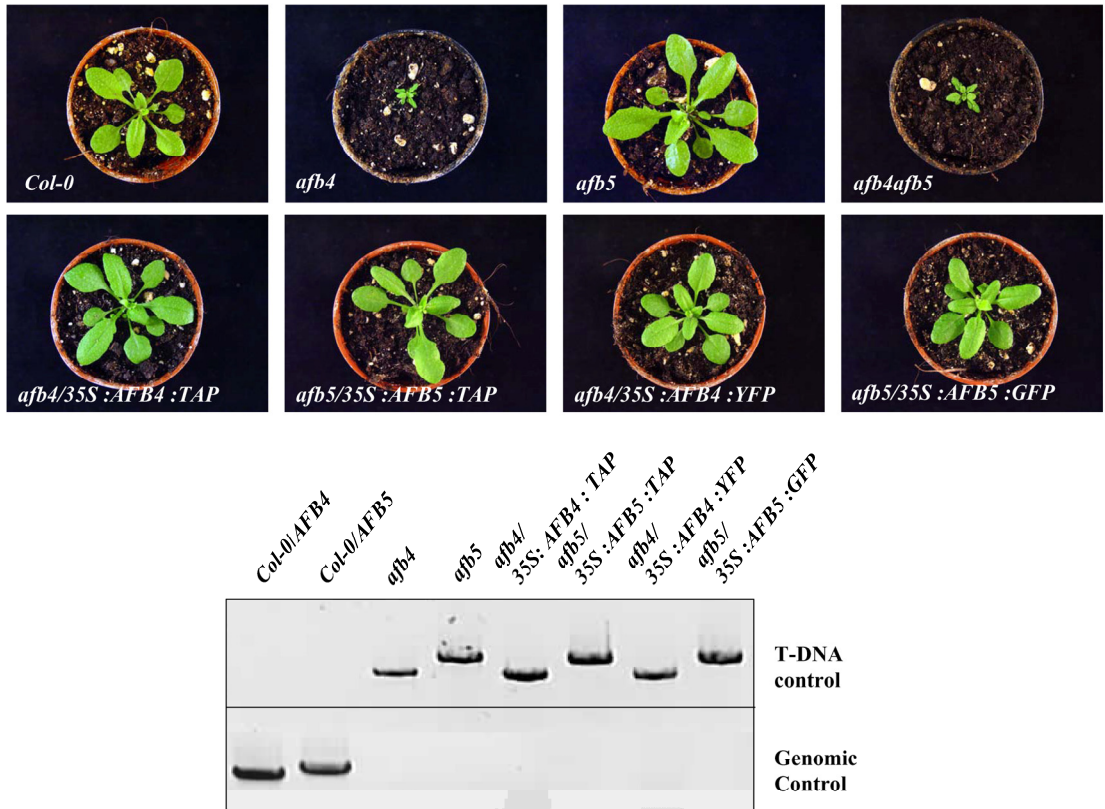 Col-0
afb4
afb5
afb4afb5
afb4/35S :AFB4 :TAP
afb5/35S :AFB5 :TAP
afb4/35S :AFB4 :YFP
afb5/35S :AFB5 :GFP
Col-0/AFB4
Col-0/AFB5
afb4
afb5
afb4/
35S: AFB4 : TAP
afb5/
35S :AFB5 :TAP
afb4/
35S :AFB4 :YFP
afb5/
35S :AFB5 :GFP
T-DNA
control
Genomic
Control